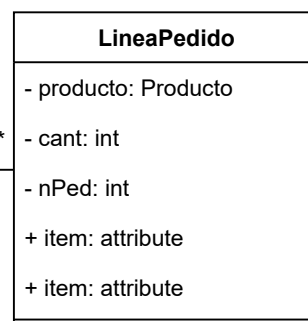 LineaPedido
- producto: Producto
* - cant: int
- nPed: int
+ item: attribute
+ item: attribute